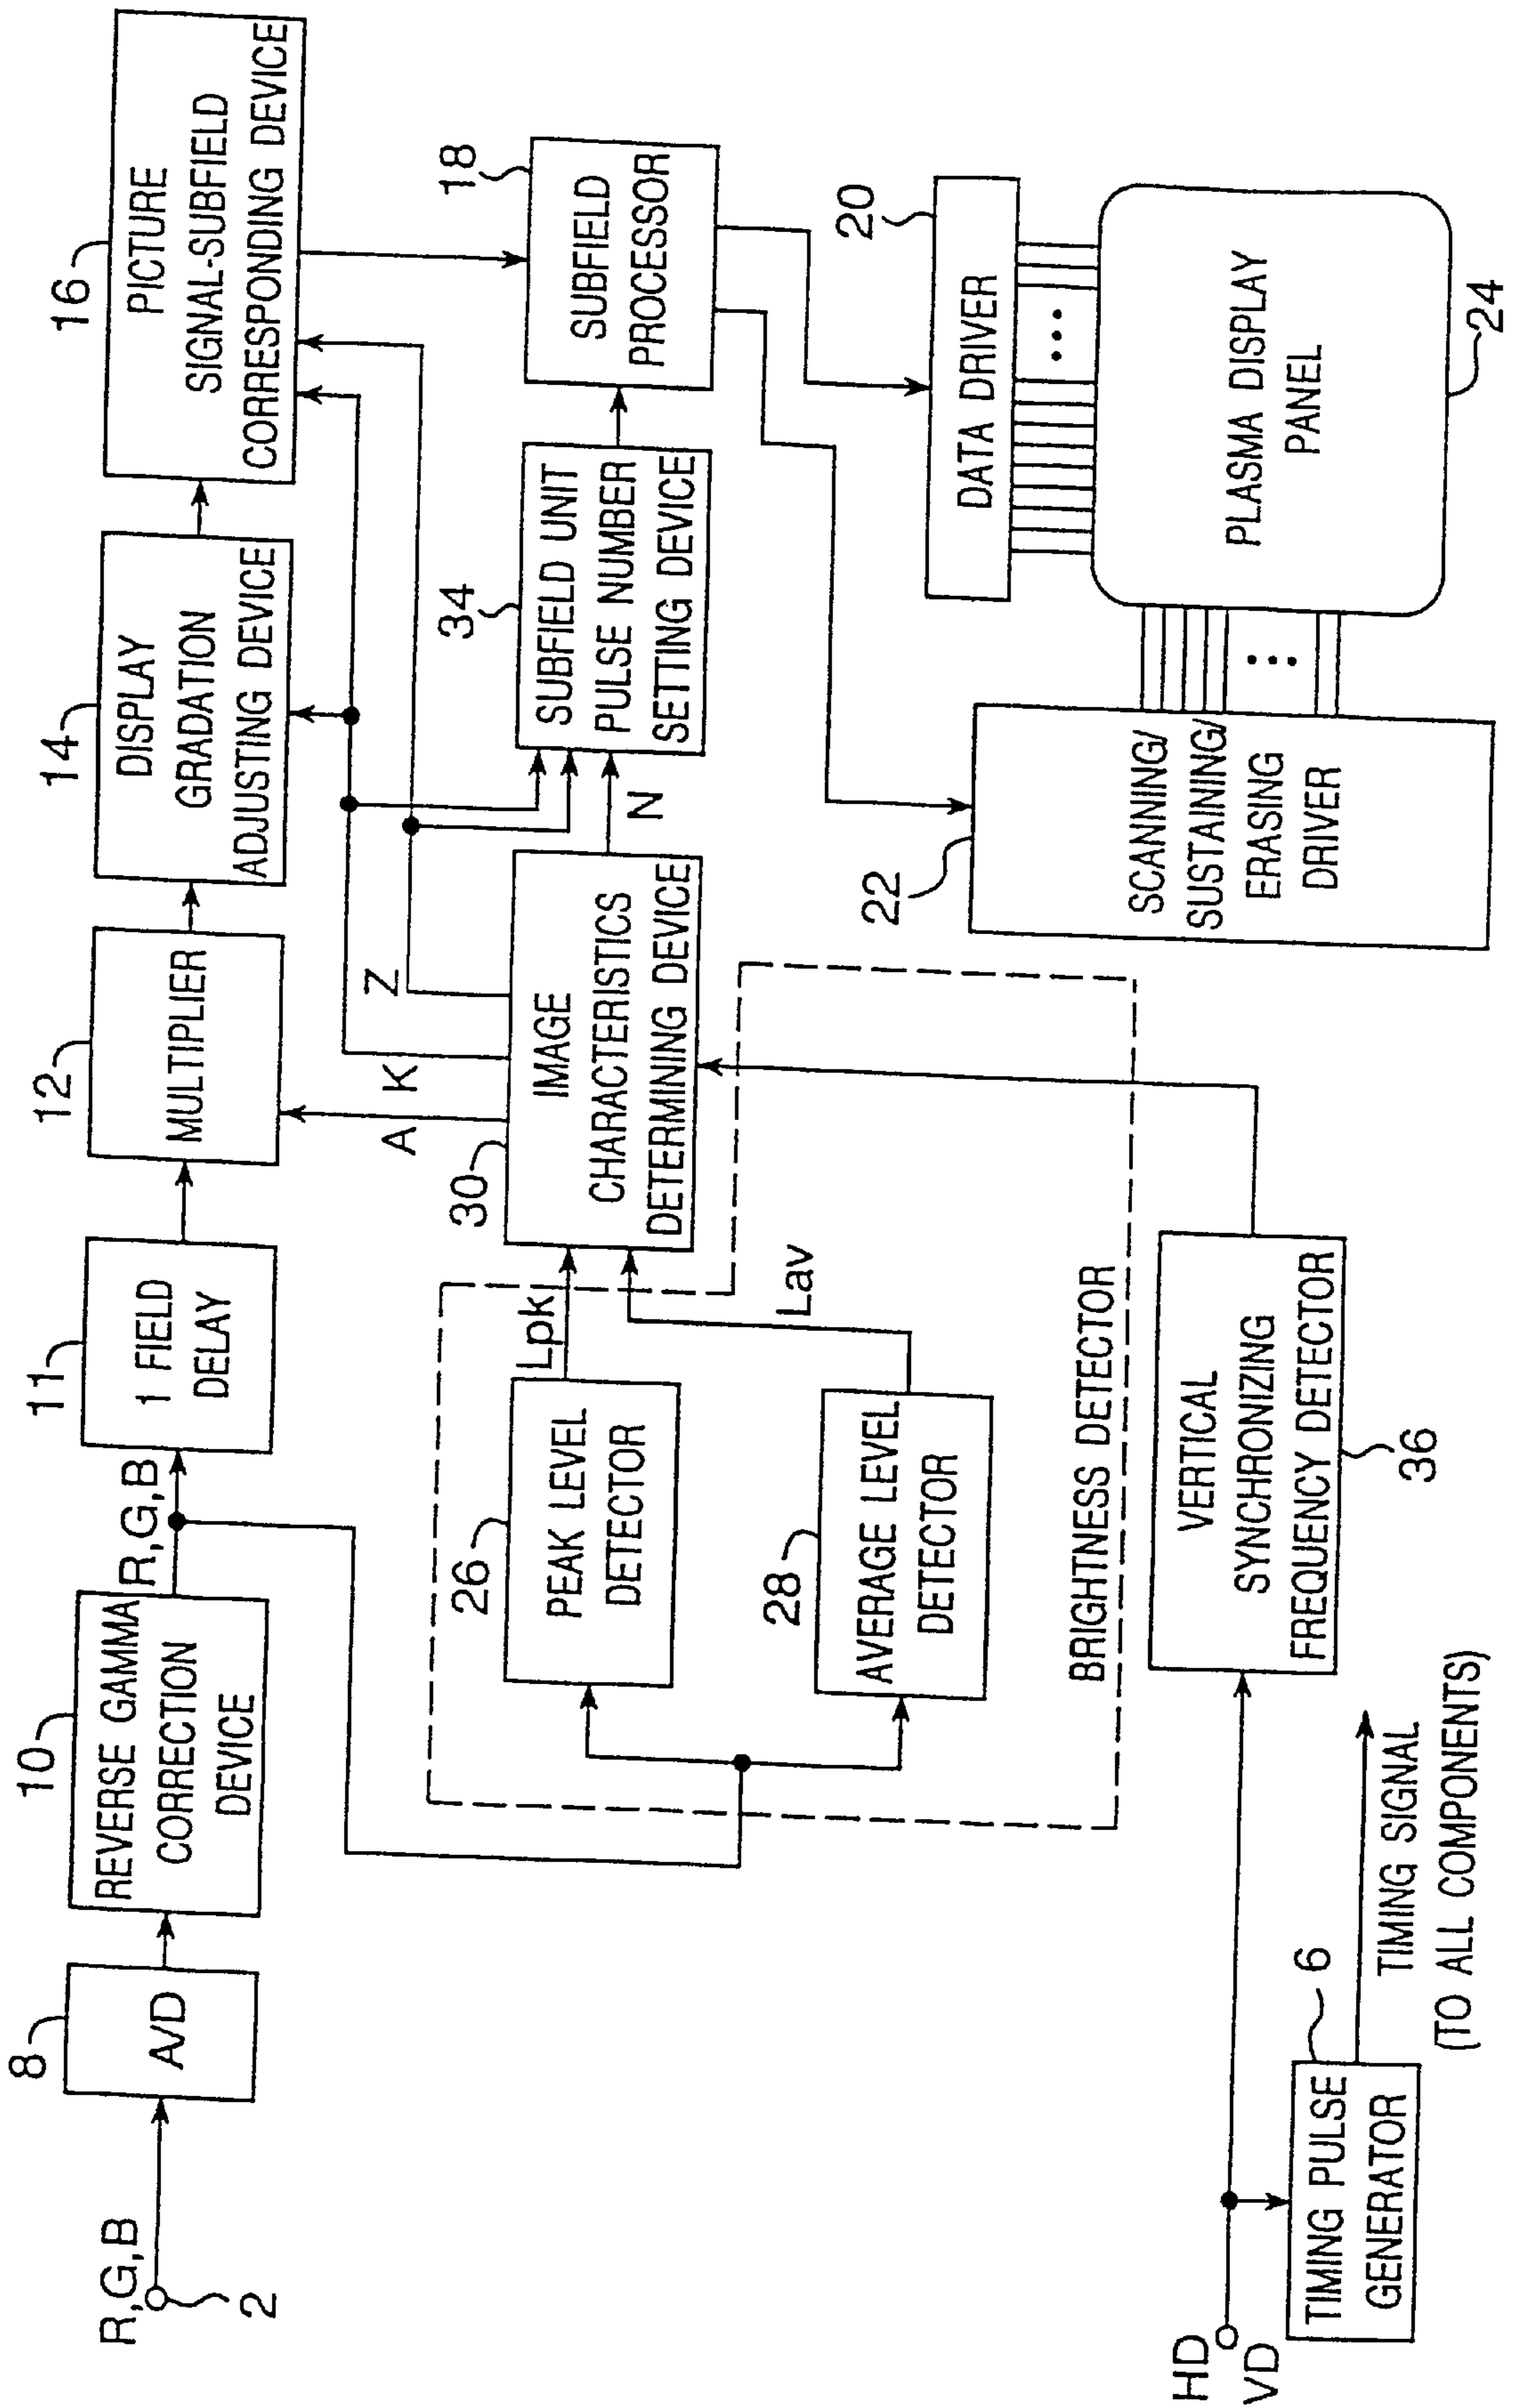 R,G,B
2
8
A/D
10
REVERSE GAMMA
CORRECTION
DEVICE
R,G,B
11
1 FIELD
DELAY
12
MULTIPLIER
14
DISPLAY
GRADATION
ADJUSTING DEVICE
16
PICTURE
SIGNAL-SUBFIELD
CORRESPONDING DEVICE
A
K
Z
26
PEAK LEVEL
DETECTOR
Lpk
28
AVERAGE LEVEL
DETECTOR
Lav
BRIGHTNESS DETECTOR
30
IMAGE
CHARACTERISTICS
DETERMINING DEVICE
N
34
SUBFIELD UNIT
PULSE NUMBER
SETTING DEVICE
18
SUBFIELD
PROCESSOR
20
DATA DRIVER
22
SCANNING/
SUSTAINING/
ERASING
DRIVER
PLASMA DISPLAY
PANEL
24
HD
VD
6
TIMING PULSE
GENERATOR
TIMING SIGNAL
(TO ALL COMPONENTS)
VERTICAL
SYNCHRONIZING
FREQUENCY DETECTOR
36